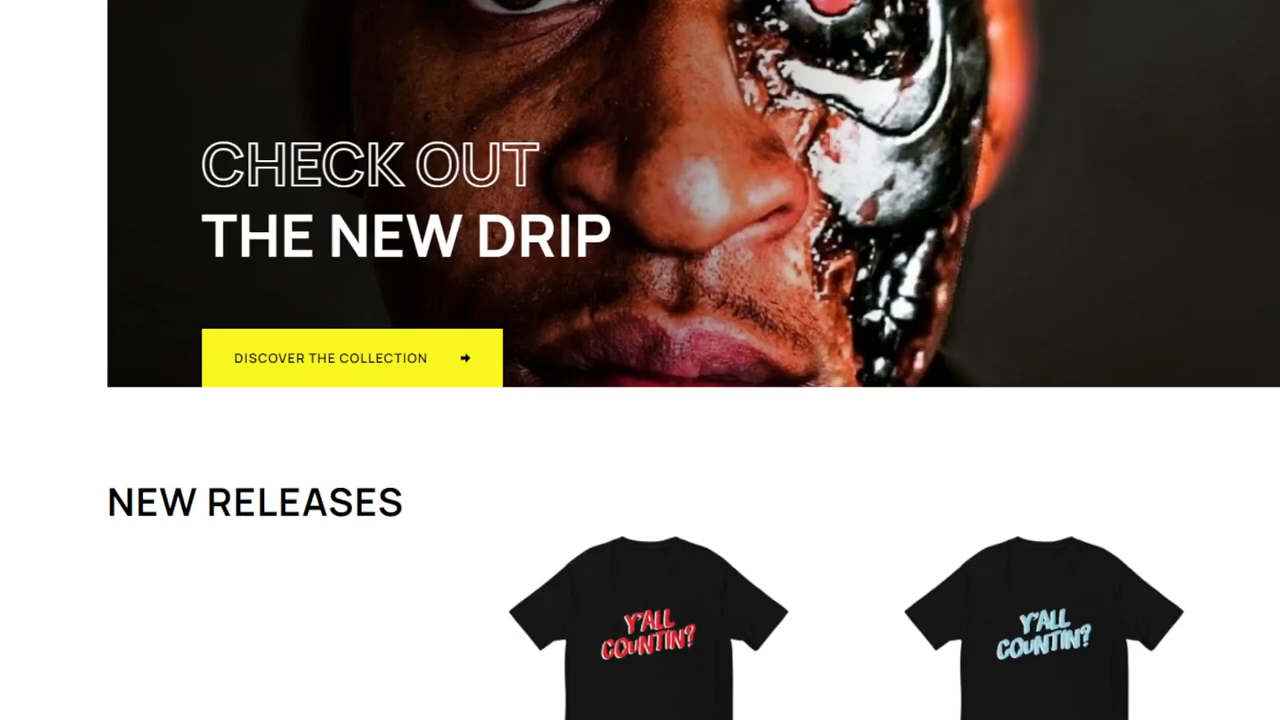 CHECK OUT
THE NEW DRIP
DISCOVER THE COLLECTION
NEW RELEASES
Y'ALL
COUNTIN?
Y'ALL
COUNTIN?